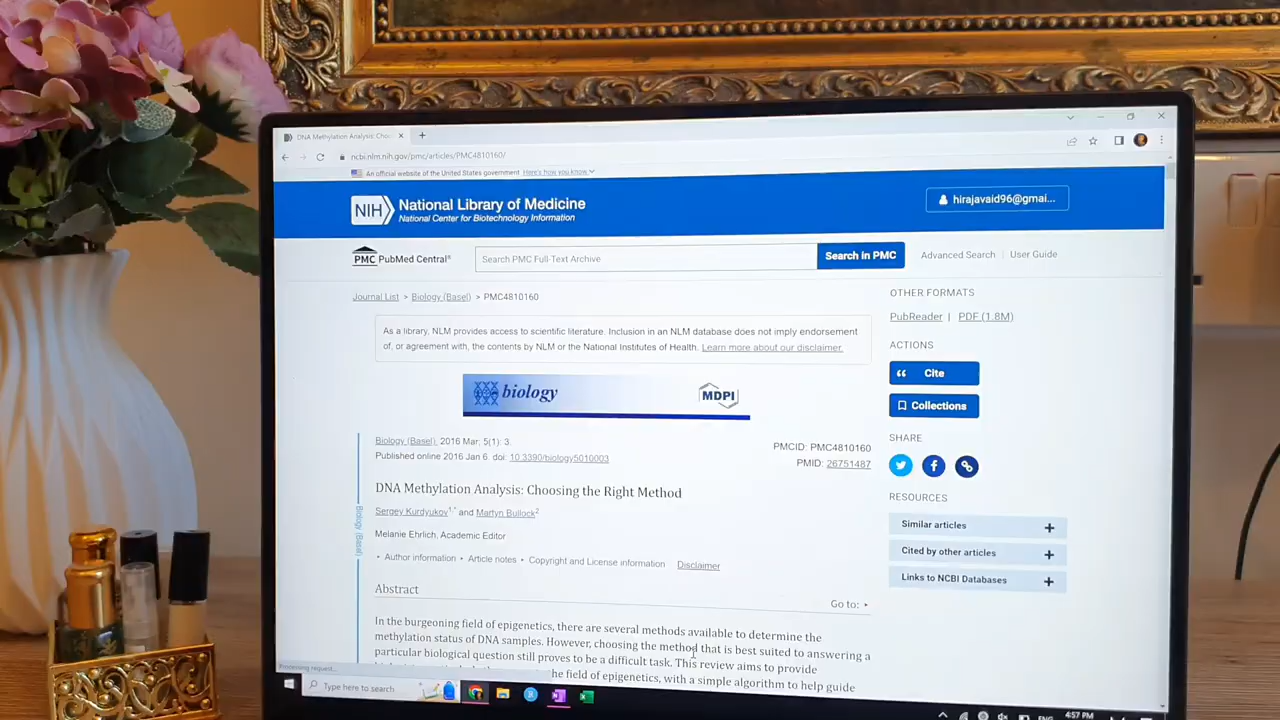 DNA Methylation Analysis: Choo
ncbi.nlm.nih.gov/pmc/articles/PMC4810160/
An official website of the United States government Here's how you know
NIH National Library of Medicine
National Center for Biotechnology Information
hirajavaid96@gmai...
PMC PubMed Central®
Search PMC Full-Text Archive
Search in PMC
Advanced Search | User Guide
Journal List > Biology (Basel) > PMC4810160
As a library, NLM provides access to scientific literature. Inclusion in an NLM database does not imply endorsement
of, or agreement with, the contents by NLM or the National Institutes of Health. Learn more about our disclaimer.
biology
MDPI
Biology (Basel). 2016 Mar; 5(1): 3.
Published online 2016 Jan 6. doi: 10.3390/biology5010003
PMCID: PMC4810160
PMID: 26751487
DNA Methylation Analysis: Choosing the Right Method
Sergey Kurdyukov1,* and Martyn Bullock2
Melanie Ehrlich, Academic Editor
• Author information • Article notes • Copyright and License information Disclaimer
Abstract
Go to:
In the burgeoning field of epigenetics, there are several methods available to determine the
methylation status of DNA samples. However, choosing the method that is best suited to answering a
particular biological question still proves to be a difficult task. This review aims to provide
the field of epigenetics, with a simple algorithm to help guide
Biology (Basel)
OTHER FORMATS
PubReader | PDF (1.8M)
ACTIONS
Cite
Collections
SHARE
RESOURCES
Similar articles +
Cited by other articles +
Links to NCBI Databases +
Processing request...
Type here to search
ENG
4:57 PM